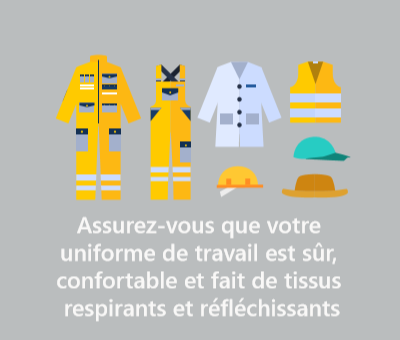 Assurez-vous que votre
uniforme de travail est sûr,
confortable et fait de tissus
respirants et réfléchissants